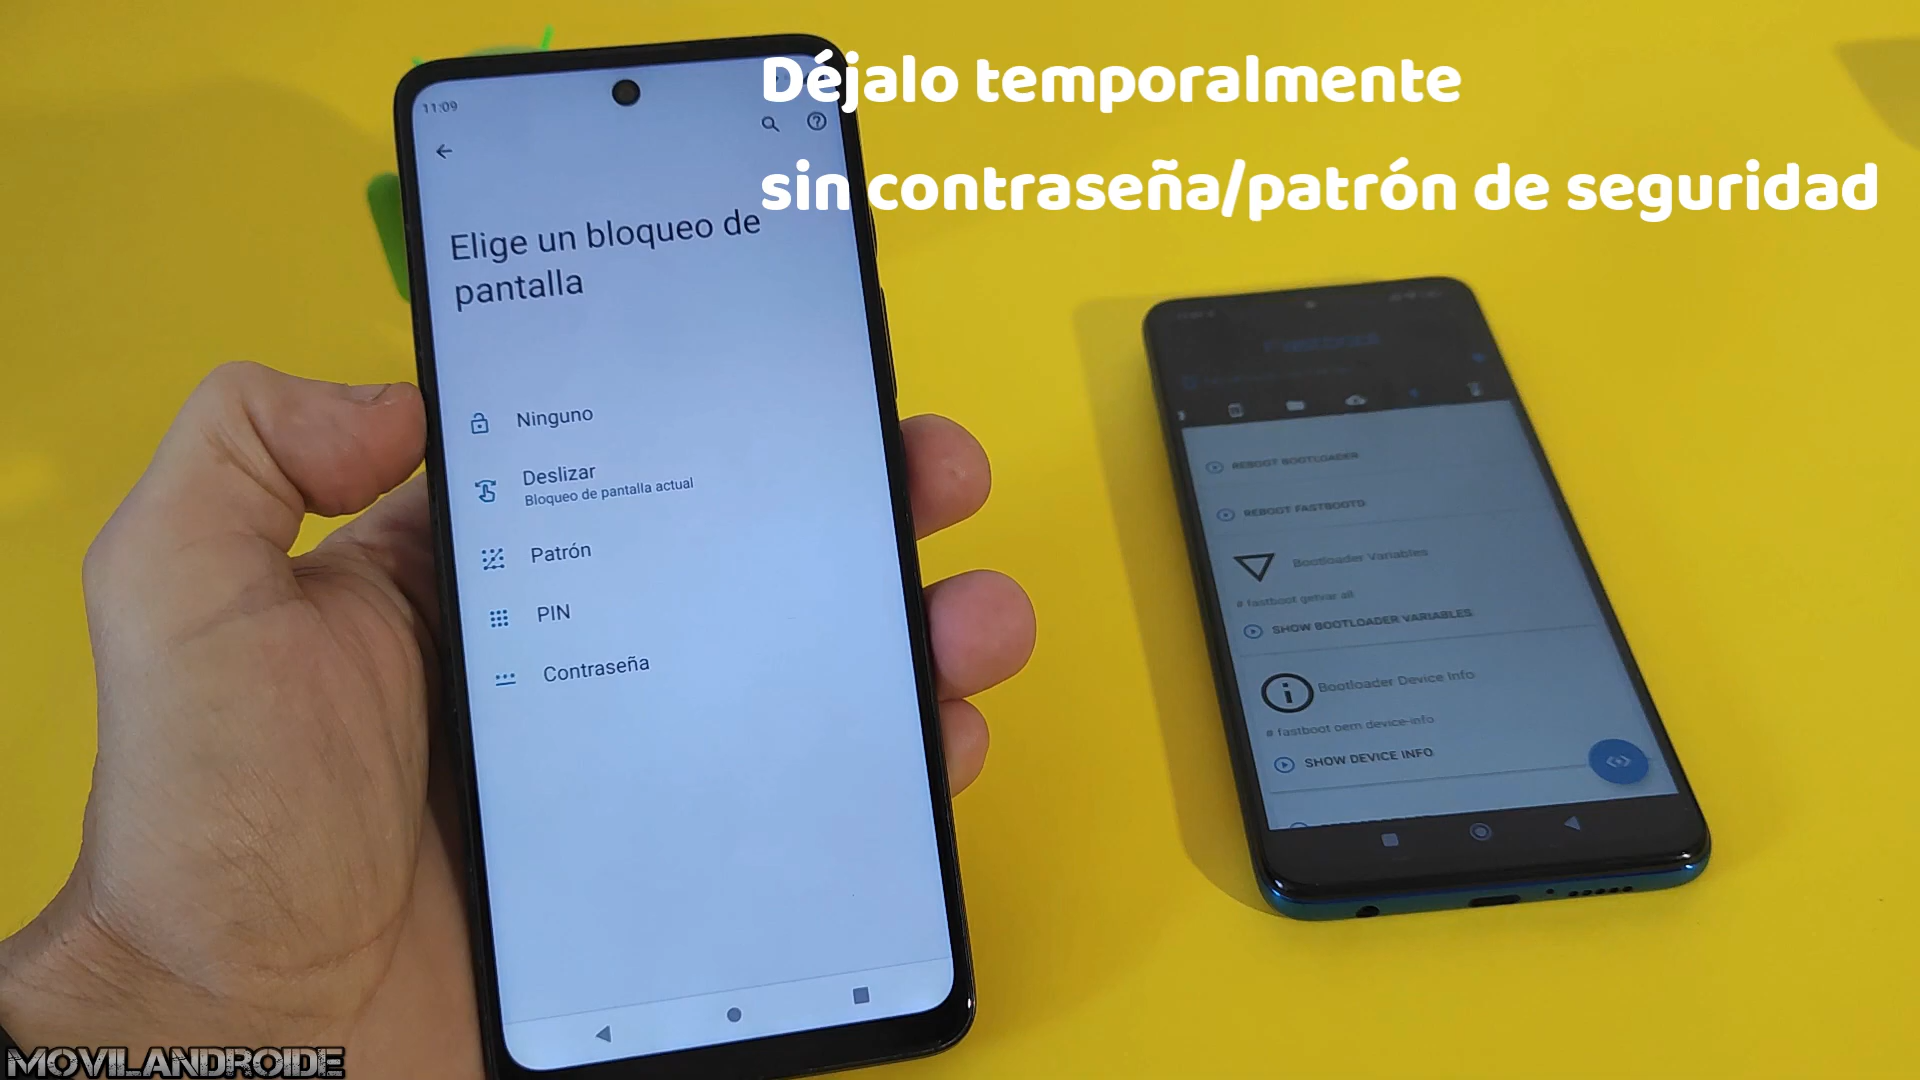 Déjalo temporalmente
sin contraseña/patrón de seguridad
11:09
Elige un bloqueo de
pantalla
Ninguno
Deslizar
Bloqueo de pantalla actual
Patrón
PIN
Contraseña
REBOOT BOOTLOADER
REBOOT FASTBOOTD
Bootloader Variables
# fastboot getvar all
SHOW BOOTLOADER VARIABLES
Bootloader Device Info
# fastboot oem device-info
SHOW DEVICE INFO
MOVILANDROIDE